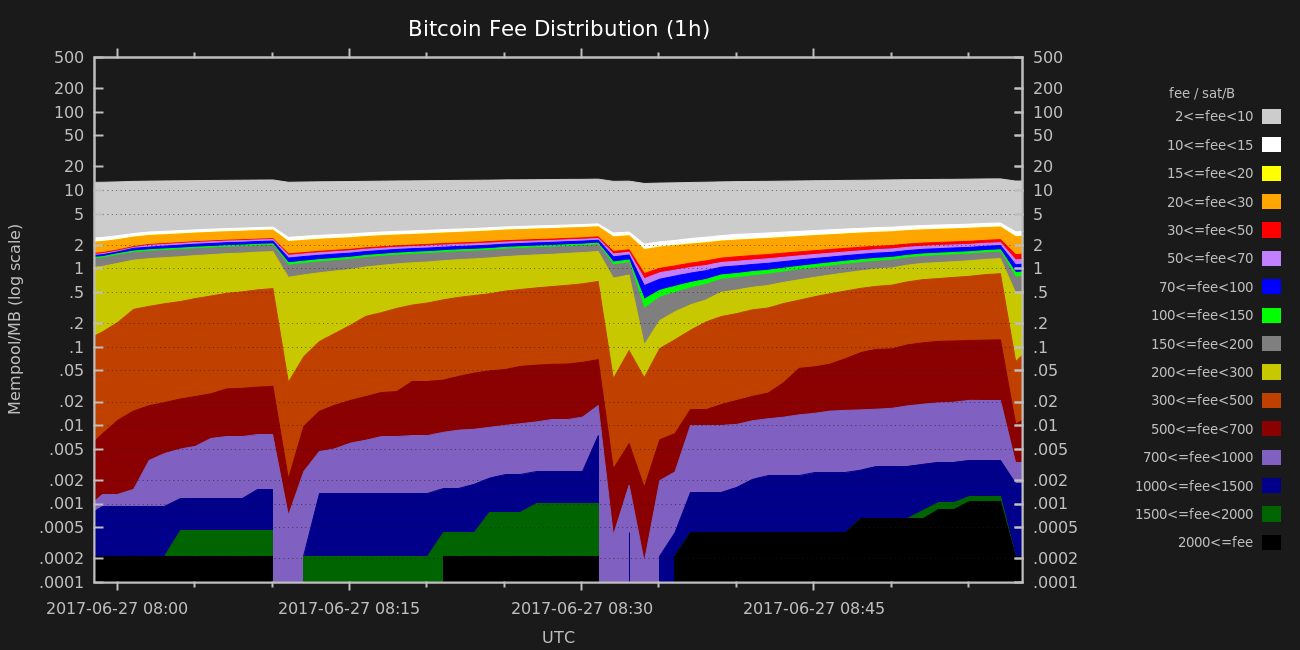 Bitcoin Fee Distribution (1h)
Mempool/MB (log scale)
500
200
100
50
20
10
5
2
1
.5
.2
.1
.05
.02
.01
.005
.002
.001
.0005
.0002
.0001
500
200
100
50
20
10
5
2
1
.5
.2
.1
.05
.02
.01
.005
.002
.001
.0005
.0002
.0001
2017-06-27 08:00
2017-06-27 08:15
2017-06-27 08:30
2017-06-27 08:45
UTC
fee / sat/B
2<=fee<10
10<=fee<15
15<=fee<20
20<=fee<30
30<=fee<50
50<=fee<70
70<=fee<100
100<=fee<150
150<=fee<200
200<=fee<300
300<=fee<500
500<=fee<700
700<=fee<1000
1000<=fee<1500
1500<=fee<2000
2000<=fee